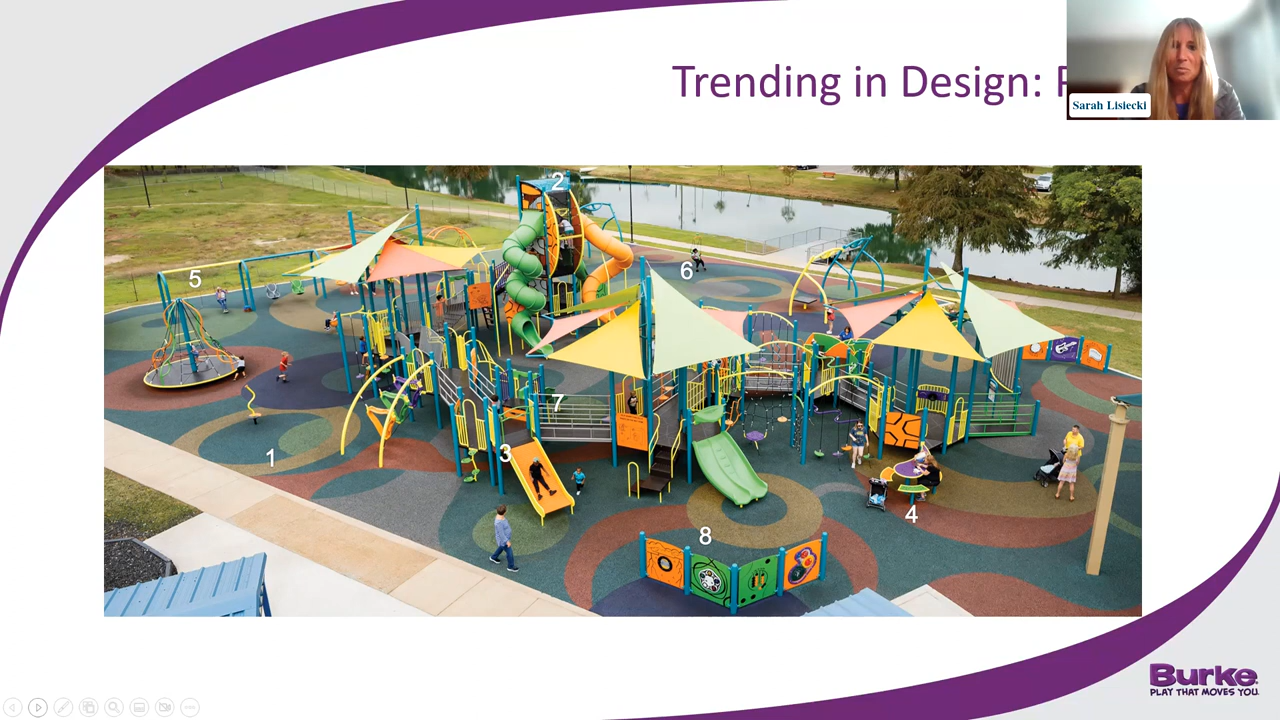 Trending in Design:
Sarah Lisiecki
2
5
6
7
1
3
4
8
Burke
PLAY THAT MOVES YOU.